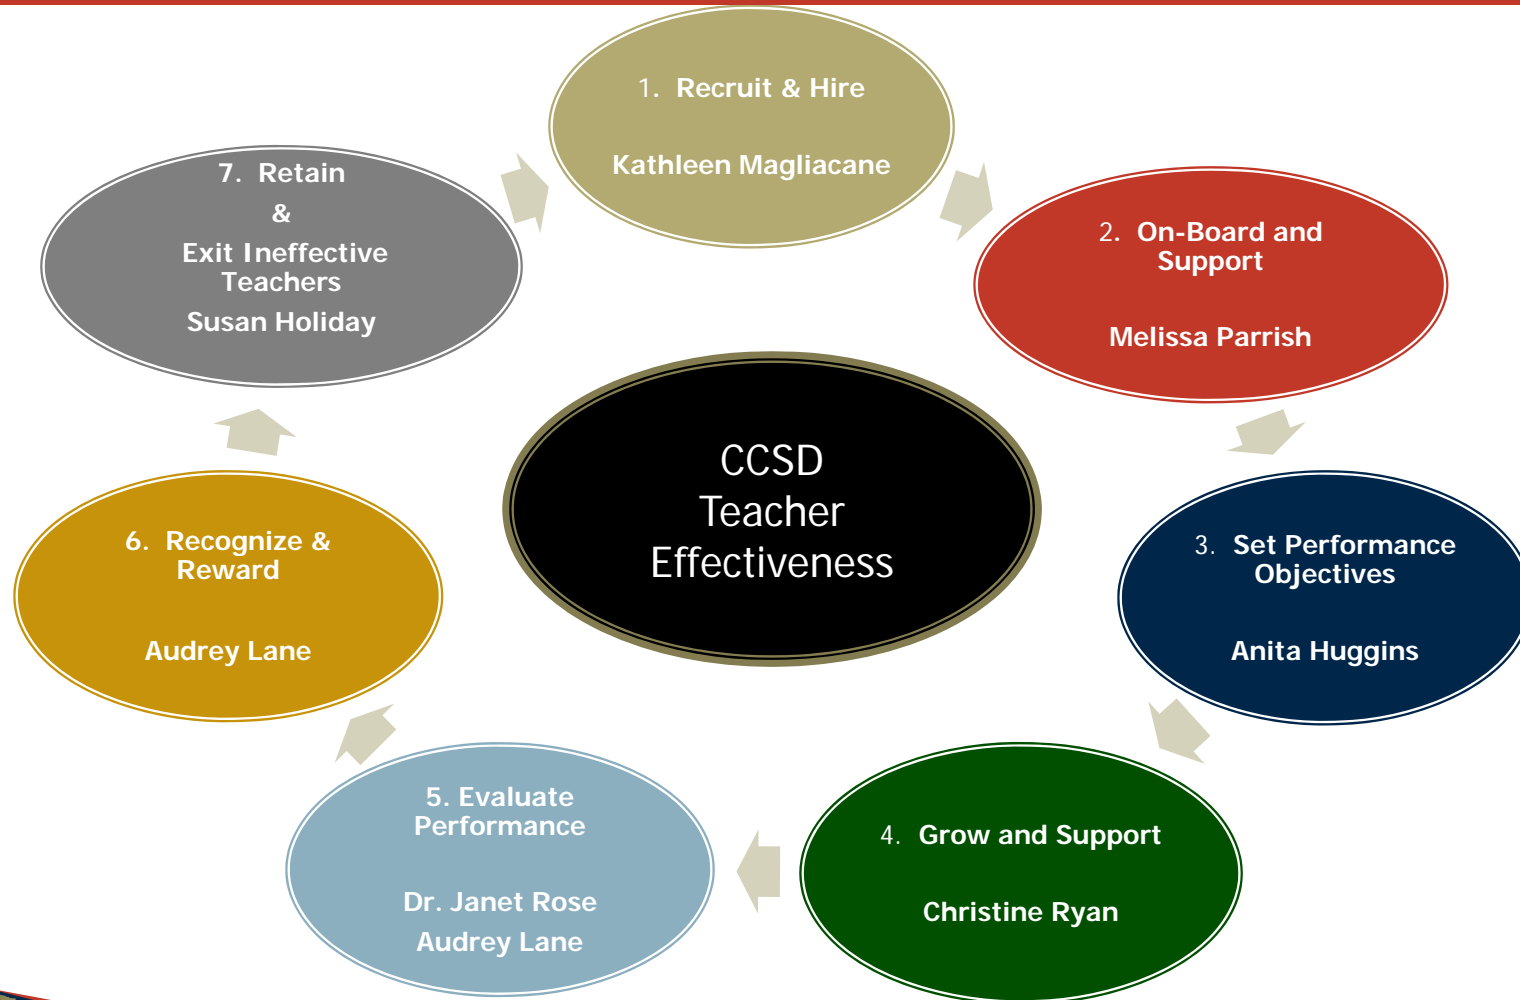 1. Recruit & Hire
Kathleen Magliacane
2. On-Board and
Support
Melissa Parrish
3. Set Performance
Objectives
Anita Huggins
4. Grow and Support
Christine Ryan
5. Evaluate
Performance
Dr. Janet Rose
Audrey Lane
6. Recognize &
Reward
Audrey Lane
7. Retain
&
Exit Ineffective
Teachers
Susan Holiday
CCSD
Teacher
Effectiveness